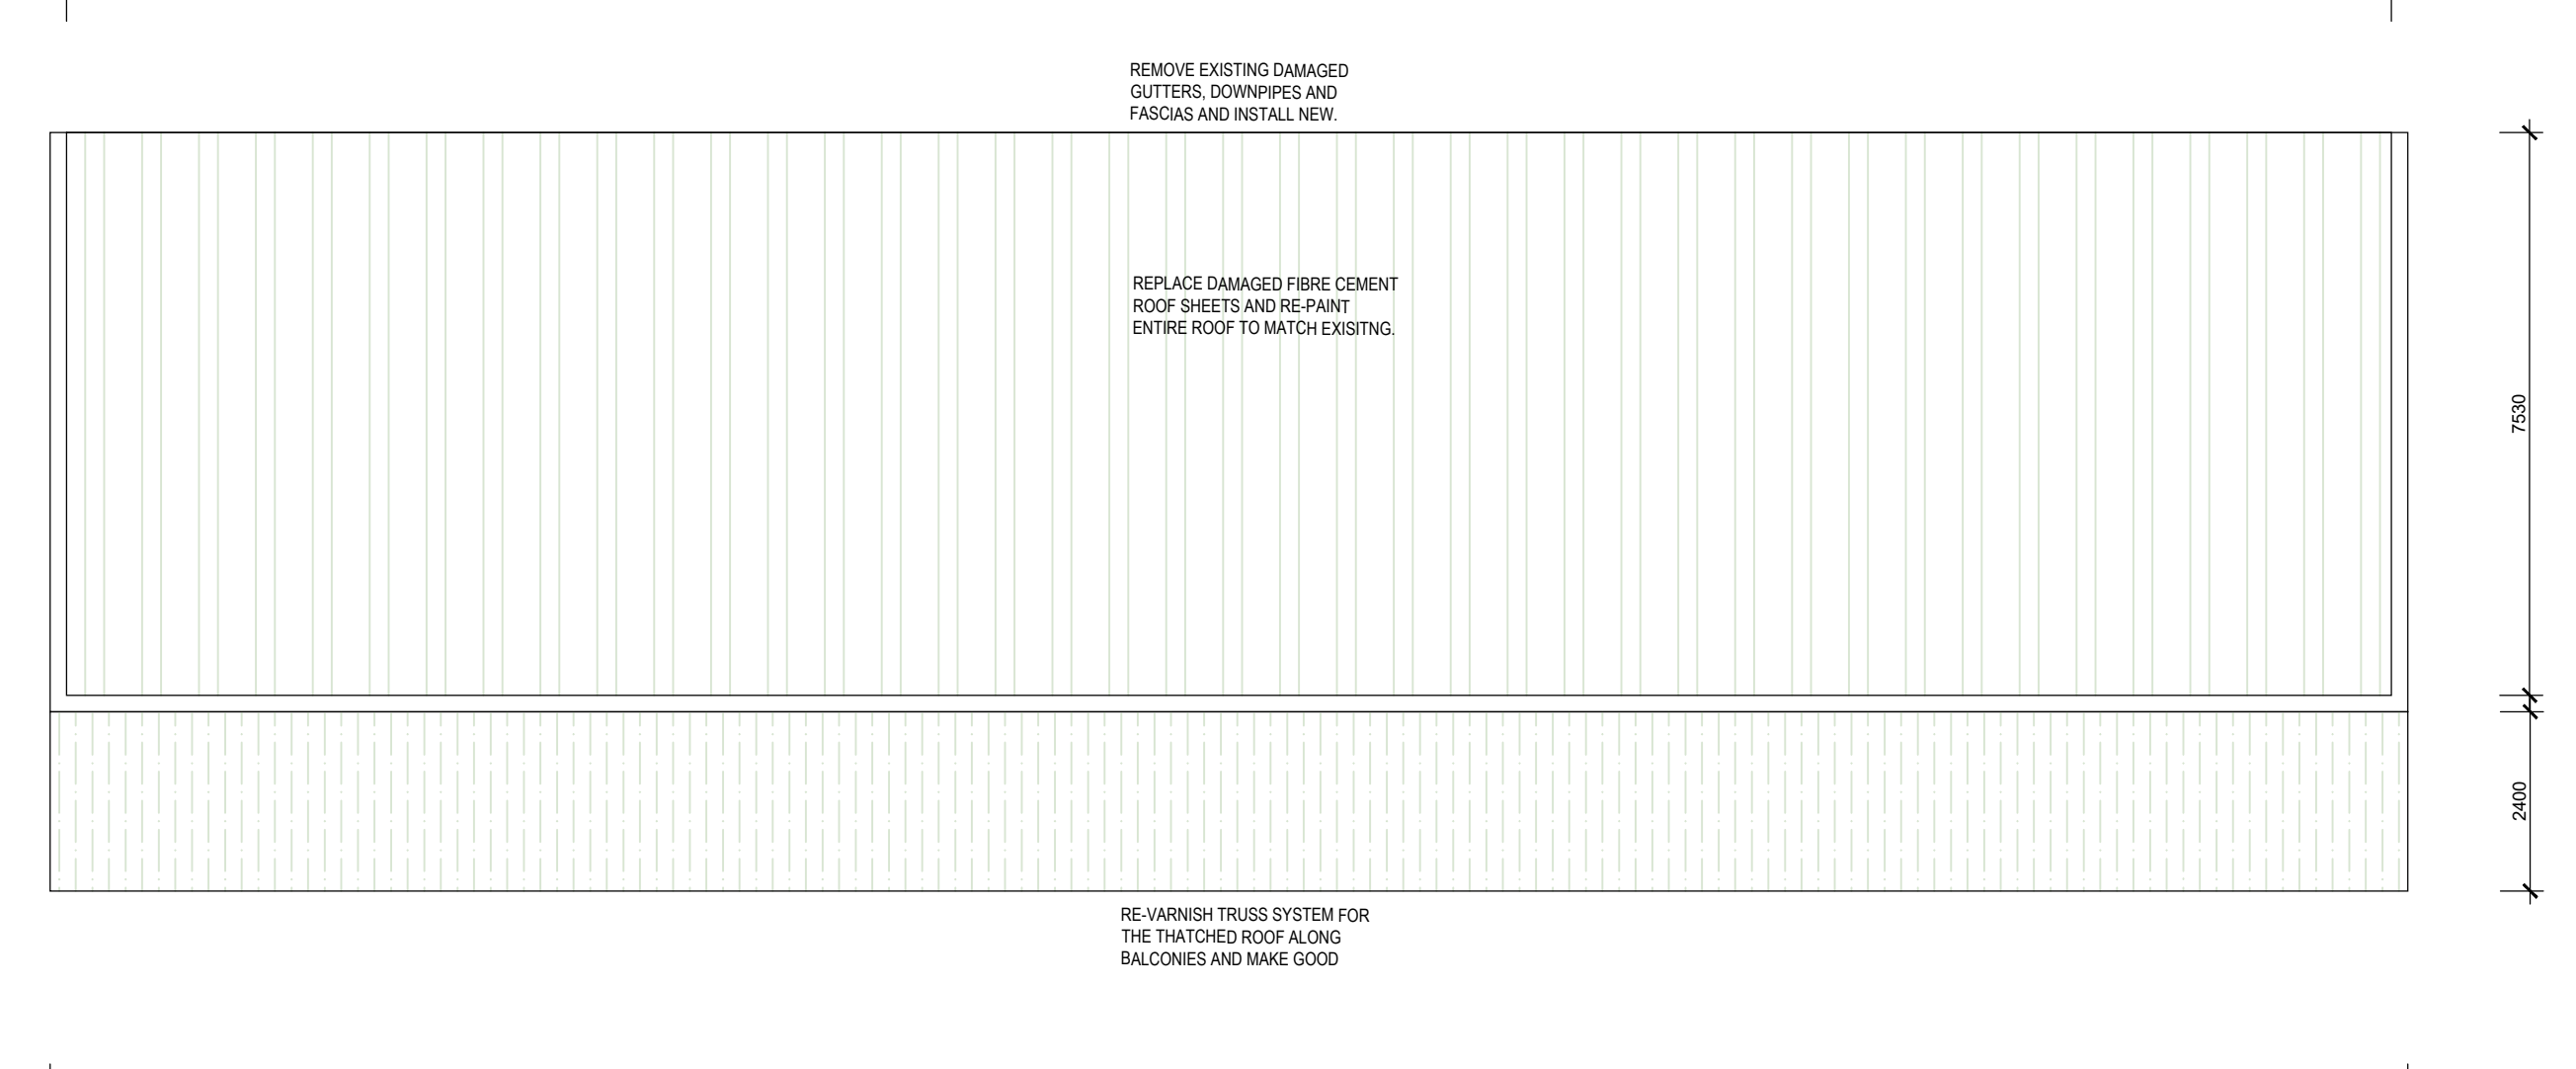 REMOVE EXISTING DAMAGED
GUTTERS, DOWNPIPES AND
FASCIAS AND INSTALL NEW.
REPLACE DAMAGED FIBRE CEMENT
ROOF SHEETS AND RE-PAINT
ENTIRE ROOF TO MATCH EXISITNG.
7530
2400
RE-VARNISH TRUSS SYSTEM FOR
THE THATCHED ROOF ALONG
BALCONIES AND MAKE GOOD